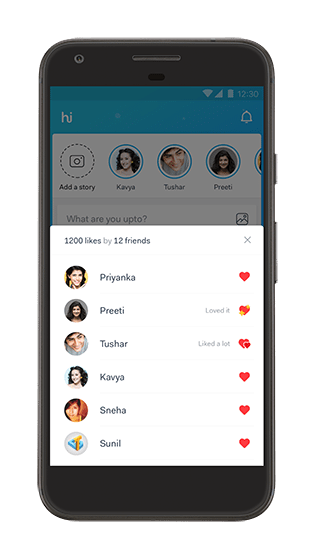 12:30
hi
Add a story
Kavya
Tushar
Preeti
What are you upto?
1200 likes by 12 friends
Priyanka
Preeti
Loved it
Tushar
Liked a lot
Kavya
Sneha
Sunil